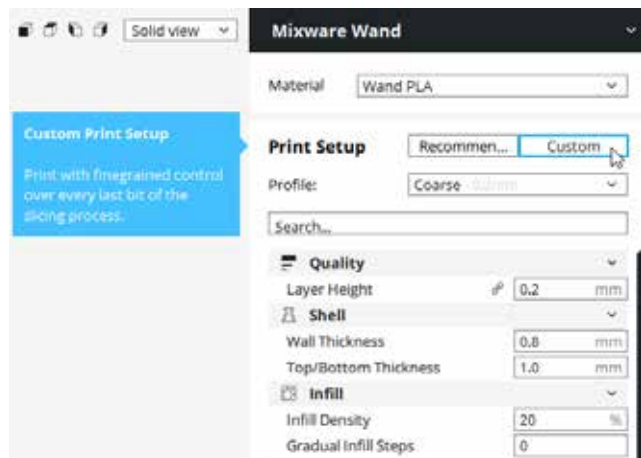 Solid view
Mixware Wand
Material Wand PLA
Custom Print Setup
Print with finegrained control
over every last bit of the
slicing process.
Print Setup Recommen... Custom
Profile: Coarse
Search...
Quality
Layer Height 0.2 mm
Shell
Wall Thickness 0.8 mm
Top/Bottom Thickness 1.0 mm
Infill
Infill Density 20 %
Gradual Infill Steps 0